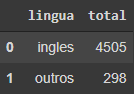 lingua total
0 ingles 4505
1 outros 298